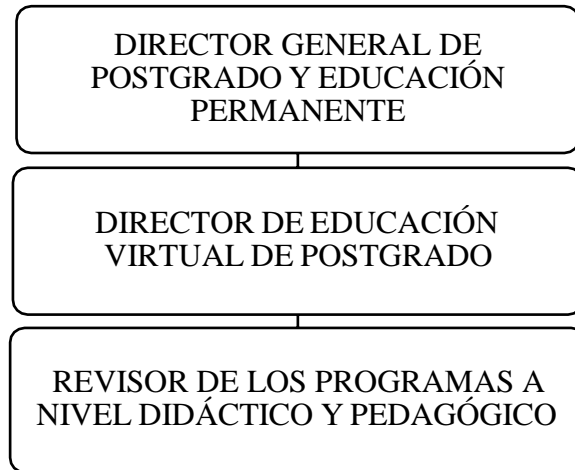 DIRECTOR GENERAL DE
POSTGRADO Y EDUCACIÓN
PERMANENTE
DIRECTOR DE EDUCACIÓN
VIRTUAL DE POSTGRADO
REVISOR DE LOS PROGRAMAS A
NIVEL DIDÁCTICO Y PEDAGÓGICO